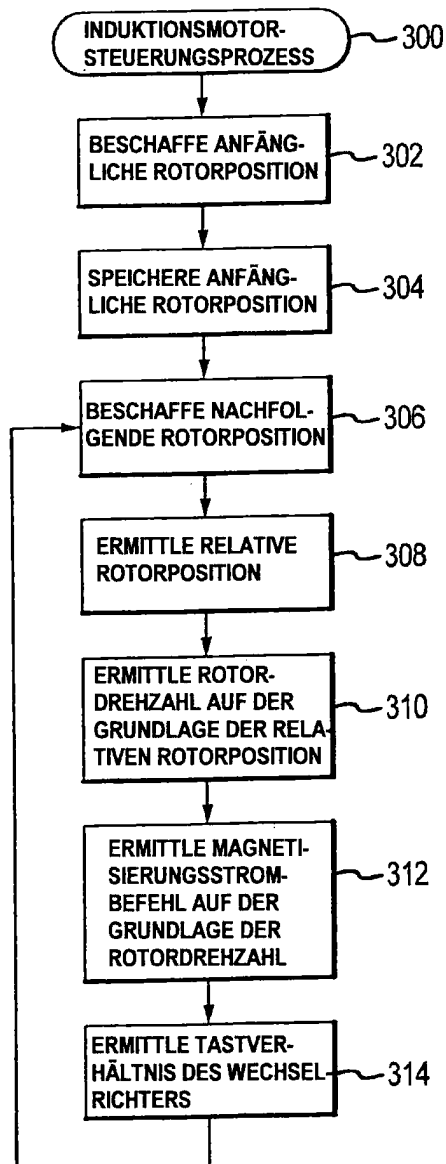 INDUKTIONSMOTOR-
STEUERUNGSPROZESS
300
BESCHAFFE ANFÄNG-
LICHE ROTORPOSITION
302
SPEICHERE ANFÄNG-
LICHE ROTORPOSITION
304
BESCHAFFE NACHFOL-
GENDE ROTORPOSITION
306
ERMITTLE RELATIVE
ROTORPOSITION
308
ERMITTLE ROTOR-
DREHZAHL AUF DER
GRUNDLAGE DER RELA-
TIVEN ROTORPOSITION
310
ERMITTLE MAGNETI-
SIERUNGSSTROM-
BEFEHL AUF DER
GRUNDLAGE DER
ROTORDREHZAHL
312
ERMITTLE TASTVER-
HÄLTNIS DES WECHSEL
RICHTERS
314